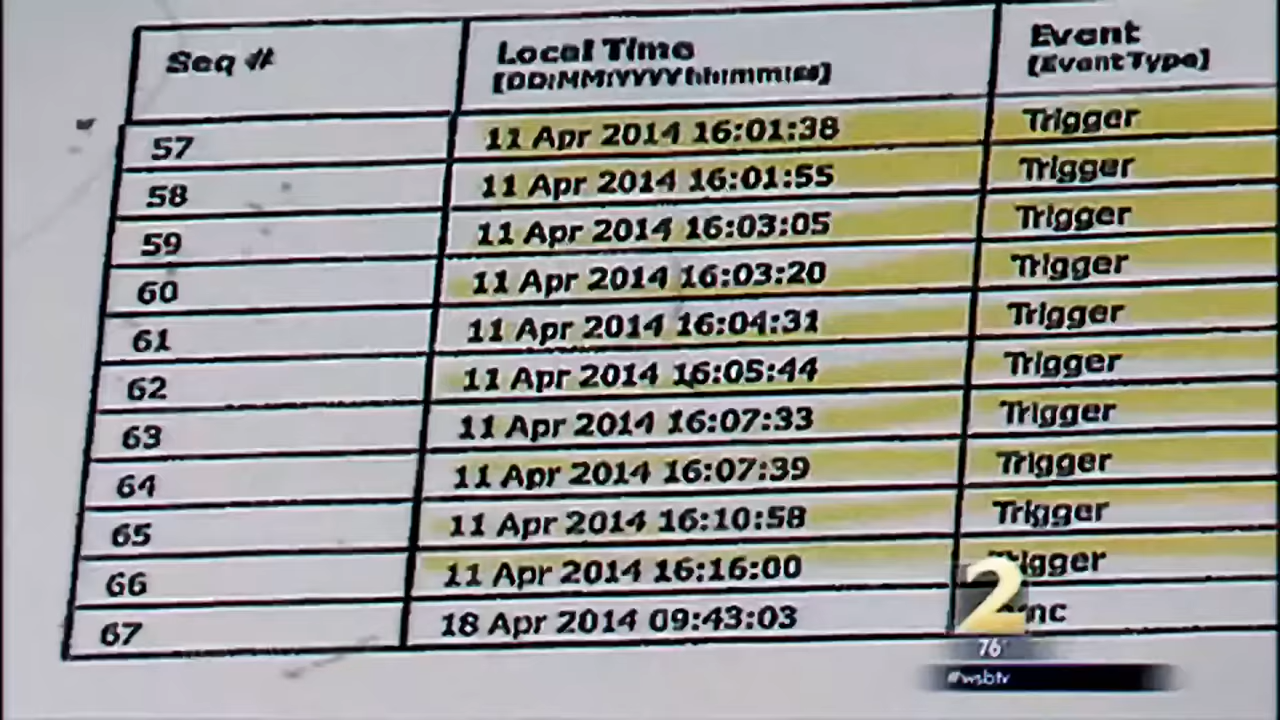 Seq # Local Time Event
[DD:MM:YYYY hh:mm:ss] [Event Type]
57 11 Apr 2014 16:01:38 Trigger
58 11 Apr 2014 16:01:55 Trigger
59 11 Apr 2014 16:03:05 Trigger
60 11 Apr 2014 16:03:20 Trigger
61 11 Apr 2014 16:04:31 Trigger
62 11 Apr 2014 16:05:44 Trigger
63 11 Apr 2014 16:07:33 Trigger
64 11 Apr 2014 16:07:39 Trigger
65 11 Apr 2014 16:10:58 Trigger
66 11 Apr 2014 16:16:00 Trigger
67 18 Apr 2014 09:43:03
2
76°
#wsbtv